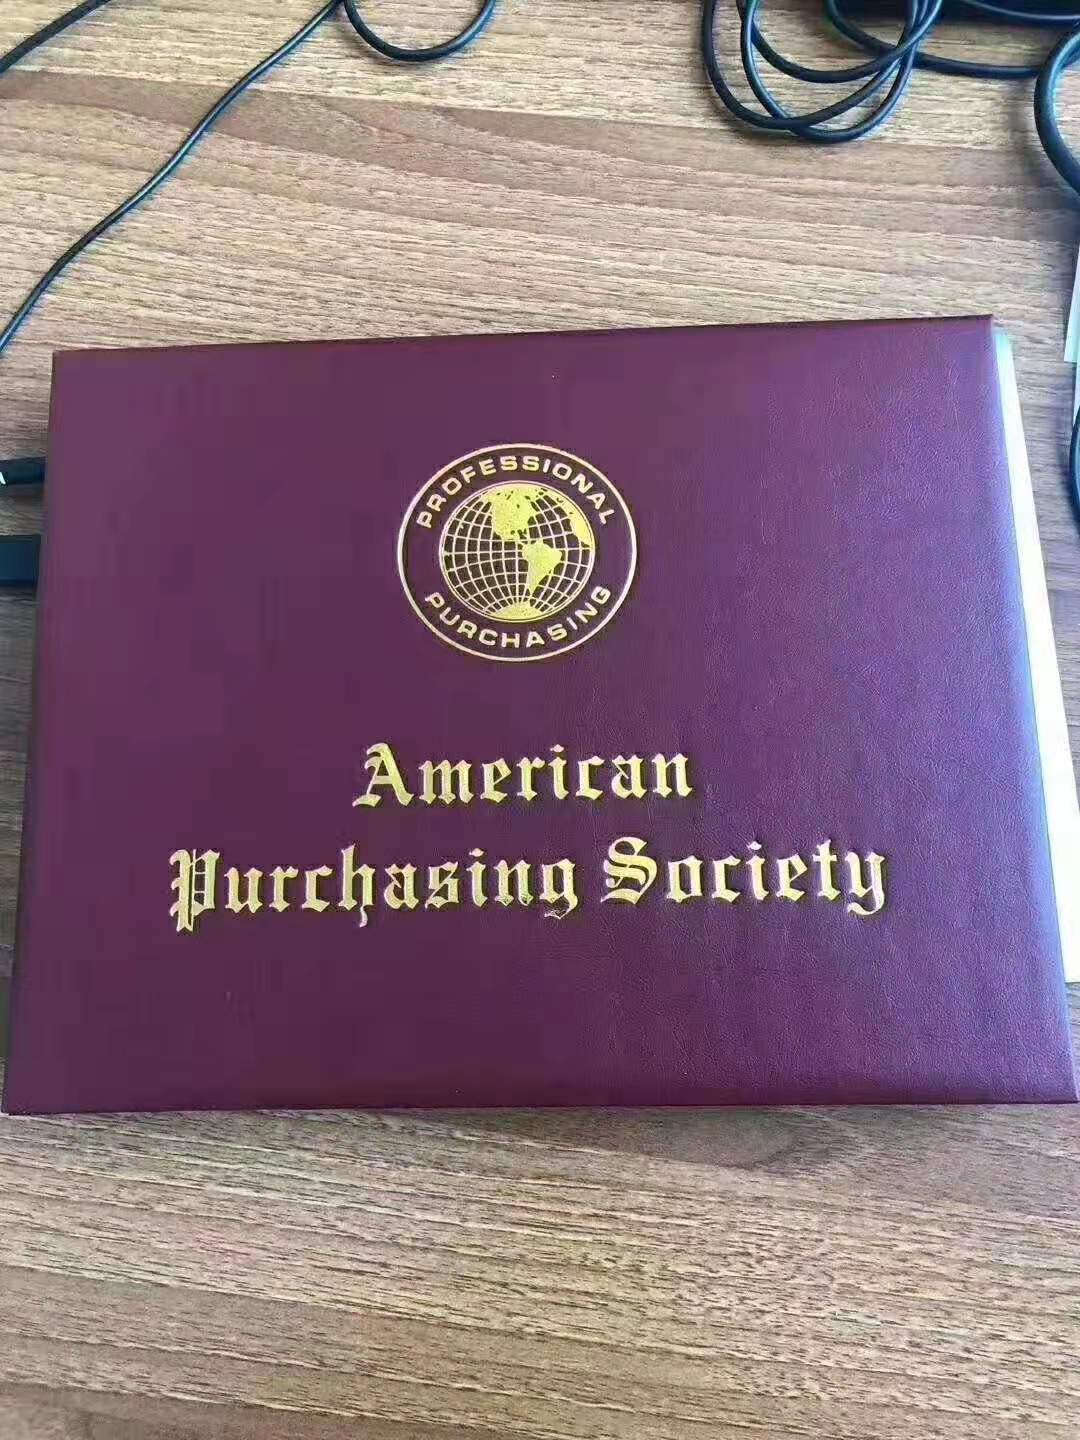 PROFESSIONAL
PURCHASING
American
Purchasing Society